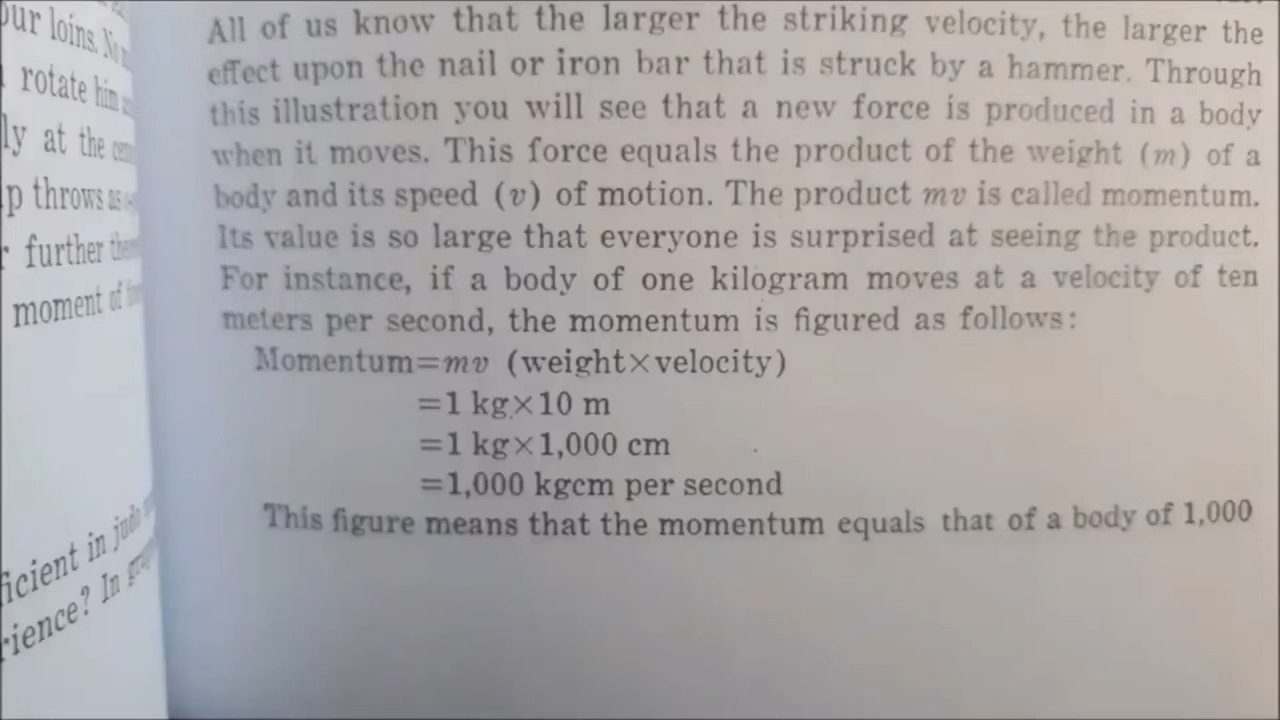 our loins. No
rotate him
ly at the
p throws as
further
moment of
icient in judo
rience? In
All of us know that the larger the striking velocity, the larger the
effect upon the nail or iron bar that is struck by a hammer. Through
this illustration you will see that a new force is produced in a body
when it moves. This force equals the product of the weight (m) of a
body and its speed (v) of motion. The product mv is called momentum.
Its value is so large that everyone is surprised at seeing the product.
For instance, if a body of one kilogram moves at a velocity of ten
meters per second, the momentum is figured as follows:
Momentum=mv (weight×velocity)
=1 kg×10 m
=1 kg×1,000 cm
=1,000 kgcm per second
This figure means that the momentum equals that of a body of 1,000